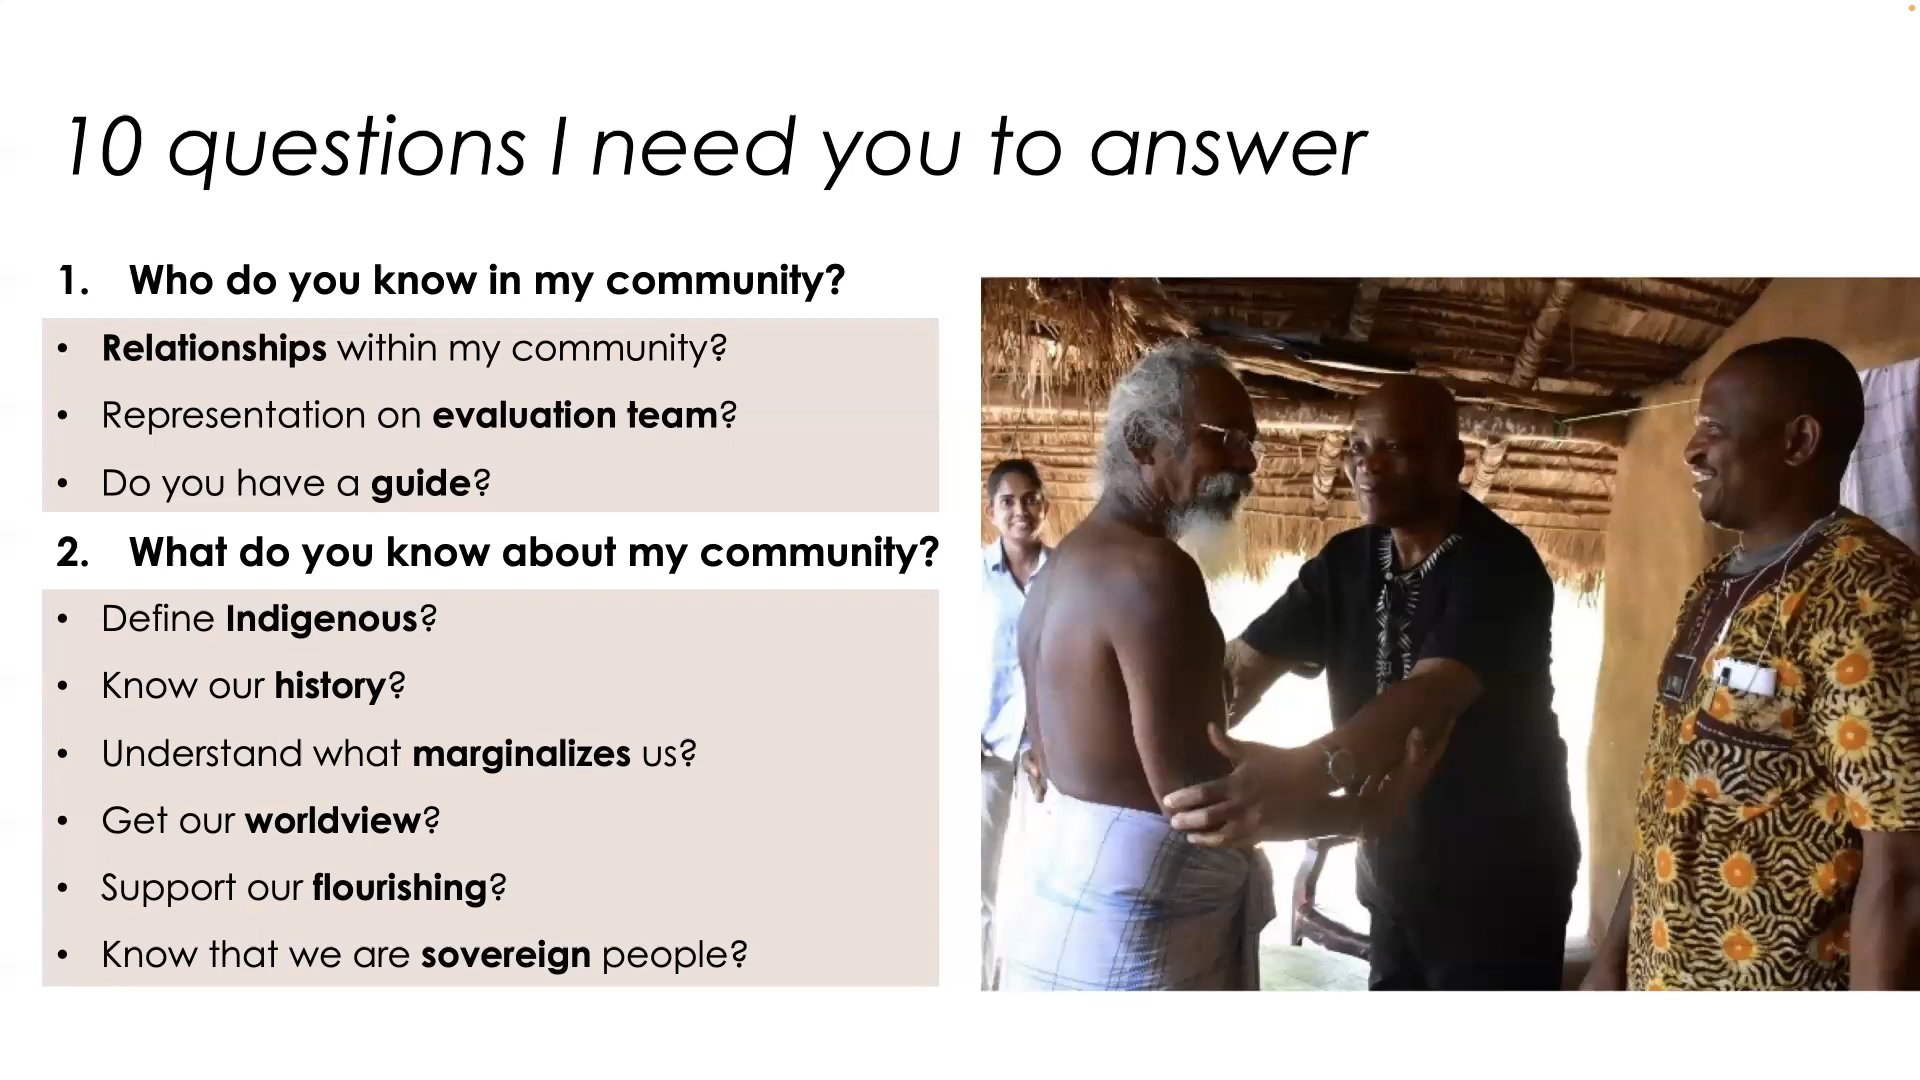 10 questions I need you to answer
1. Who do you know in my community?
• Relationships within my community?
• Representation on evaluation team?
• Do you have a guide?
2. What do you know about my community?
• Define Indigenous?
• Know our history?
• Understand what marginalizes us?
• Get our worldview?
• Support our flourishing?
• Know that we are sovereign people?